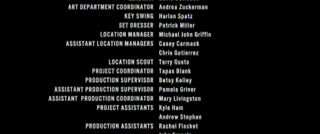 ART DEPARTMENT COORDINATOR Andrea Zuckerman
KEY SWING Harlan Spatz
SET DRESSER Patrick Miller
LOCATION MANAGER Michael John Griffin
ASSISTANT LOCATION MANAGERS Casey Carmack
Chris Gutierrez
LOCATION SCOUT Terry Gusto
PROJECT COORDINATOR Tapas Blank
PRODUCTION SUPERVISOR Betsy Kelley
ASSISTANT PRODUCTION SUPERVISOR Pamela Griner
ASSISTANT PRODUCTION COORDINATOR Mary Livingston
PROJECT ASSISTANTS Kyle Ham
Andrew Stephan
PRODUCTION ASSISTANTS Rachel Flasket